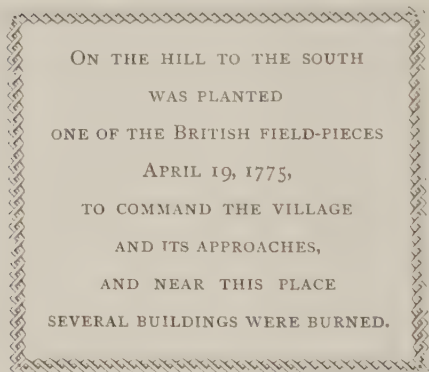 On the hill to the south
was planted
one of the British field-pieces
April 19, 1775,
to command the village
and its approaches,
and near this place
several buildings were burned.